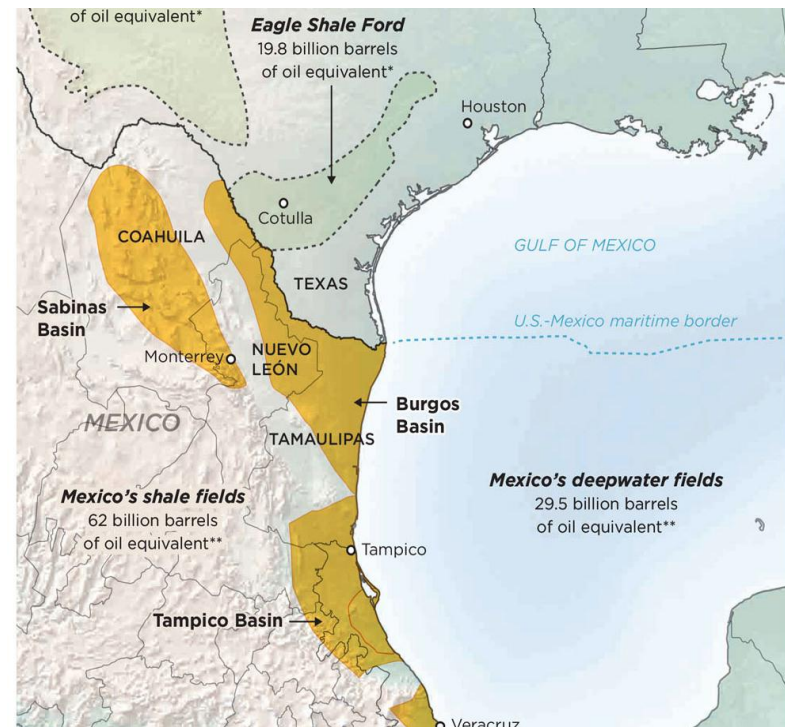 of oil equivalent*
Eagle Shale Ford
19.8 billion barrels
of oil equivalent*
Houston
Cotulla
COAHUILA
GULF OF MEXICO
TEXAS
Sabinas
Basin
U.S.-Mexico maritime border
Monterrey
NUEVO
LEÓN
Burgos
Basin
MEXICO
TAMAULIPAS
Mexico's shale fields
62 billion barrels
of oil equivalent**
Mexico's deepwater fields
29.5 billion barrels
of oil equivalent**
Tampico
Tampico Basin
Veracruz